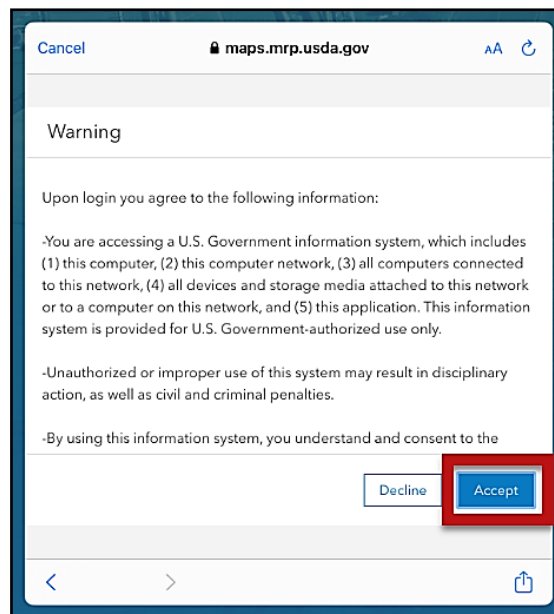 Cancel maps.mrp.usda.gov AA
Warning
Upon login you agree to the following information:
-You are accessing a U.S. Government information system, which includes
(1) this computer, (2) this computer network, (3) all computers connected
to this network, (4) all devices and storage media attached to this network
or to a computer on this network, and (5) this application. This information
system is provided for U.S. Government-authorized use only.
-Unauthorized or improper use of this system may result in disciplinary
action, as well as civil and criminal penalties.
-By using this information system, you understand and consent to the
Decline Accept